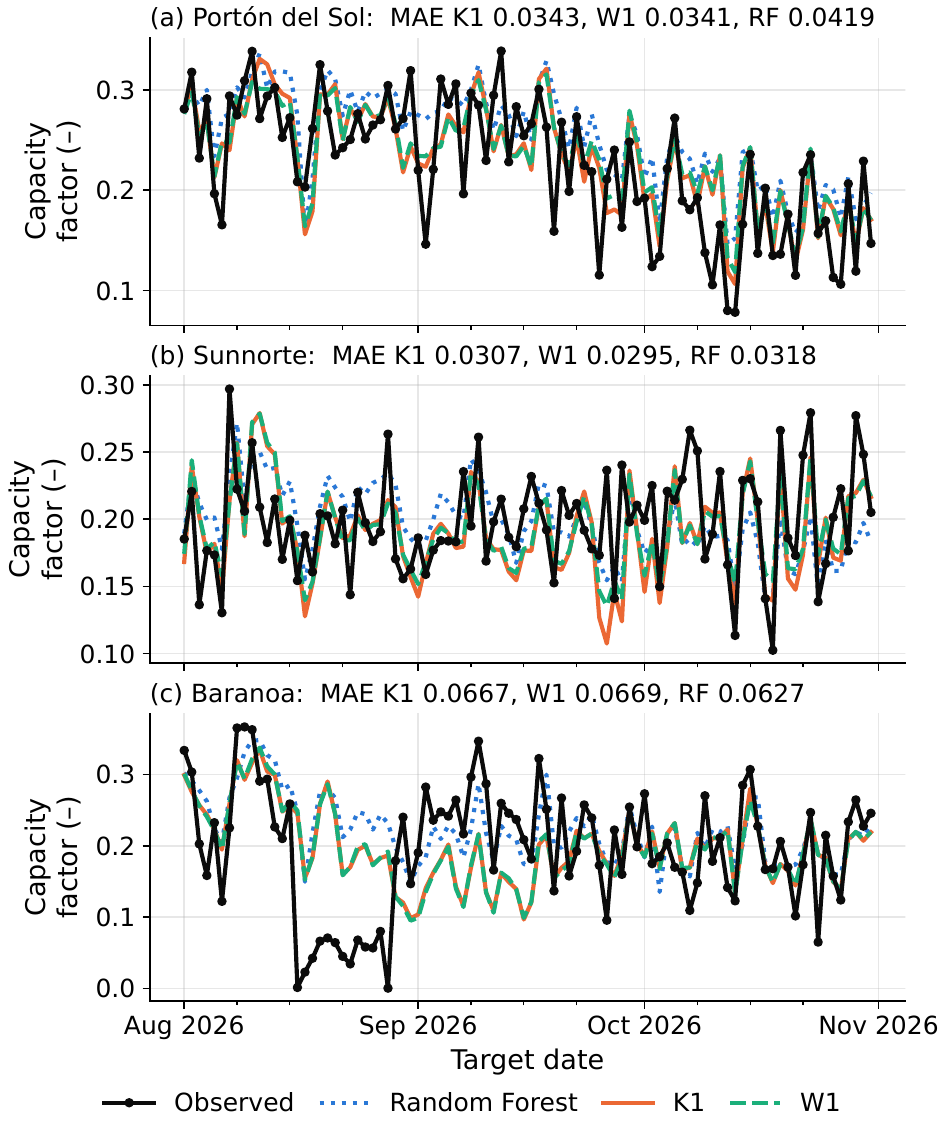 (a) Portón del Sol: MAE K1 0.0343, W1 0.0341, RF 0.0419
Capacity
factor (−)
0.3
0.2
0.1
(b) Sunnorte: MAE K1 0.0307, W1 0.0295, RF 0.0318
Capacity
factor (−)
0.30
0.25
0.20
0.15
0.10
(c) Baranoa: MAE K1 0.0667, W1 0.0669, RF 0.0627
Capacity
factor (−)
0.3
0.2
0.1
0.0
Aug 2026 Sep 2026 Oct 2026 Nov 2026
Target date
Observed Random Forest K1 W1